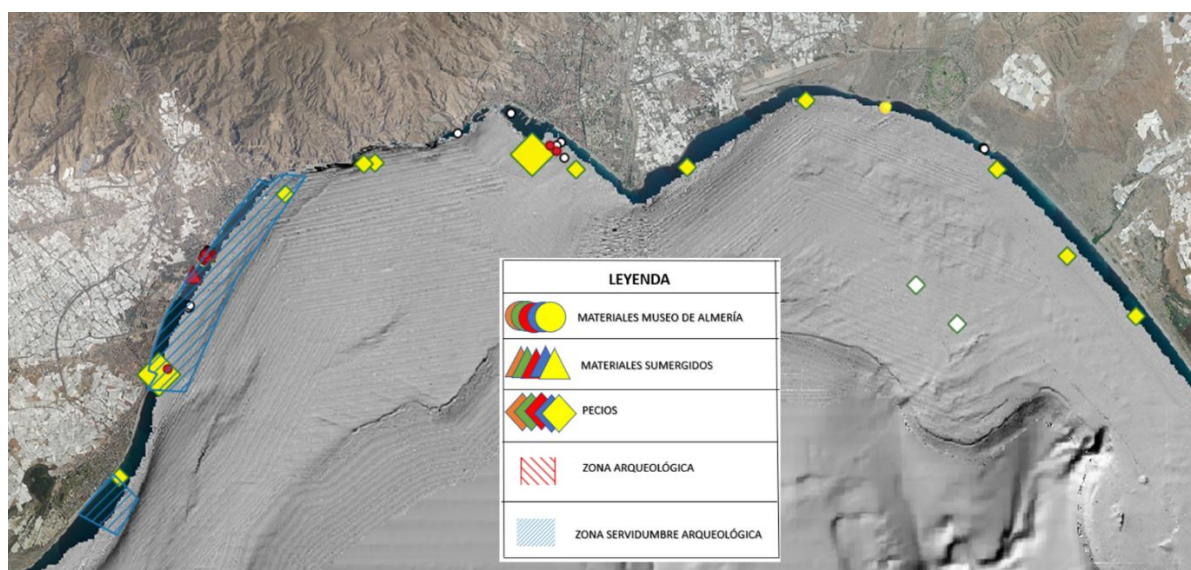 LEYENDA
MATERIALES MUSEO DE ALMERÍA
MATERIALES SUMERGIDOS
PECIOS
ZONA ARQUEOLÓGICA
ZONA SERVIDUMBRE ARQUEOLÓGICA